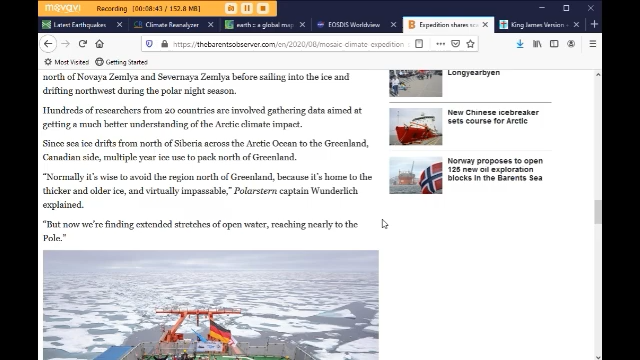 movavi
Recording 00:08:43 / 152.8 MB
Latest Earthquakes
Climate Reanalyzer
earth :: a global map
EOSDIS Worldview
Expedition shares se
King James Version -
https://thebarentsobserver.com/en/2020/08/mosaic-climate-expedition
Most Visited
Getting Started
north of Novaya Zemlya and Severnaya Zemlya before sailing into the ice and
drifting northwest during the polar night season.
Hundreds of researchers from 20 countries are involved gathering data aimed at
getting a much better understanding of the Arctic climate impact.
Since sea ice drifts from north of Siberia across the Arctic Ocean to the Greenland,
Canadian side, multiple year ice use to pack north of Greenland.
“Normally it’s wise to avoid the region north of Greenland, because it’s home to the
thicker and older ice, and virtually impassable,” Polarstern captain Wunderlich
explained.
“But now we’re finding extended stretches of open water, reaching nearly to the
Pole.”
Longyearbyen
New Chinese icebreaker
sets course for Arctic
Norway proposes to open
125 new oil exploration
blocks in the Barents Sea